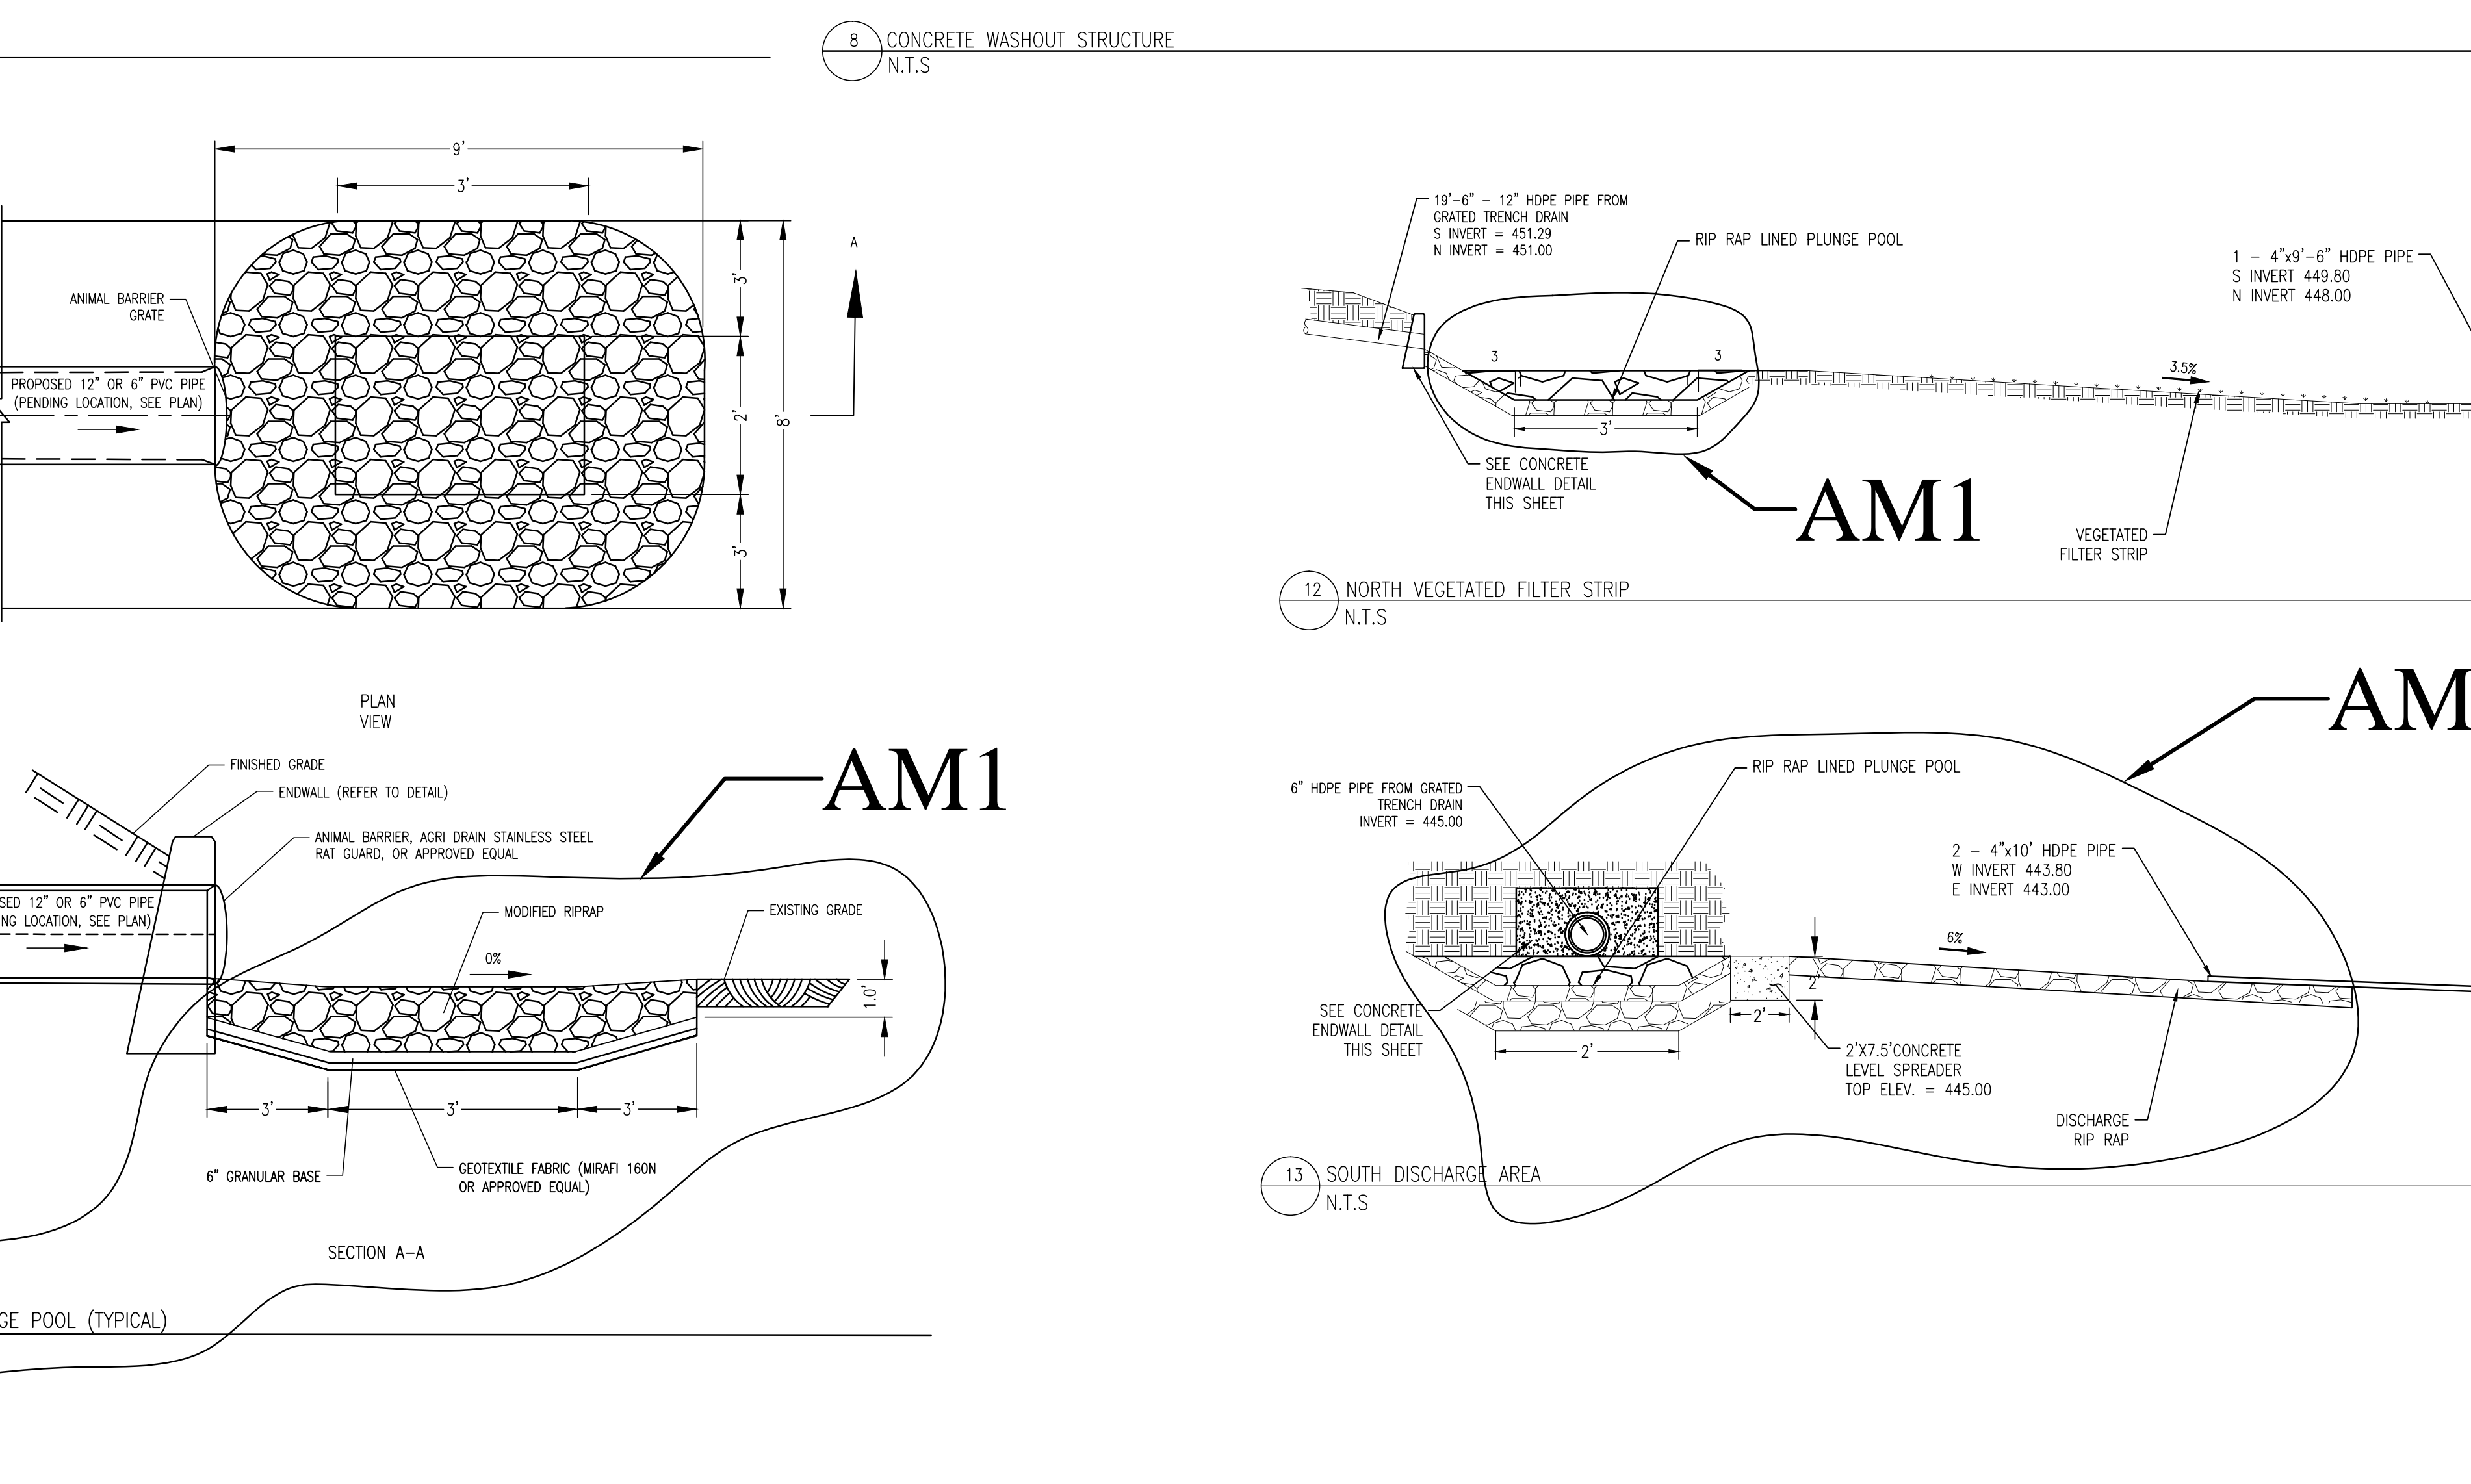 8 CONCRETE WASHOUT STRUCTURE
N.T.S
9'
3'
ANIMAL BARRIER
GRATE
PROPOSED 12" OR 6" PVC PIPE
(PENDING LOCATION, SEE PLAN)
3'
2'
3'
8'
A
PLAN
VIEW
19'-6" - 12" HDPE PIPE FROM
GRATED TRENCH DRAIN
S INVERT = 451.29
N INVERT = 451.00
RIP RAP LINED PLUNGE POOL
1 - 4"x9'-6" HDPE PIPE
S INVERT 449.80
N INVERT 448.00
3
3
3.5%
3'
SEE CONCRETE
ENDWALL DETAIL
THIS SHEET
AM1
VEGETATED
FILTER STRIP
12 NORTH VEGETATED FILTER STRIP
N.T.S
FINISHED GRADE
ENDWALL (REFER TO DETAIL)
ANIMAL BARRIER, AGRI DRAIN STAINLESS STEEL
RAT GUARD, OR APPROVED EQUAL
AM1
SED 12" OR 6" PVC PIPE
NG LOCATION, SEE PLAN)
MODIFIED RIPRAP
EXISTING GRADE
0%
1.0'
3'
3'
3'
6" GRANULAR BASE
GEOTEXTILE FABRIC (MIRAFI 160N
OR APPROVED EQUAL)
SECTION A-A
GE POOL (TYPICAL)
AM
RIP RAP LINED PLUNGE POOL
6" HDPE PIPE FROM GRATED
TRENCH DRAIN
INVERT = 445.00
2 - 4"x10' HDPE PIPE
W INVERT 443.80
E INVERT 443.00
6%
2'
2'
SEE CONCRETE
ENDWALL DETAIL
THIS SHEET
2'
2'X7.5'CONCRETE
LEVEL SPREADER
TOP ELEV. = 445.00
DISCHARGE
RIP RAP
13 SOUTH DISCHARGE AREA
N.T.S